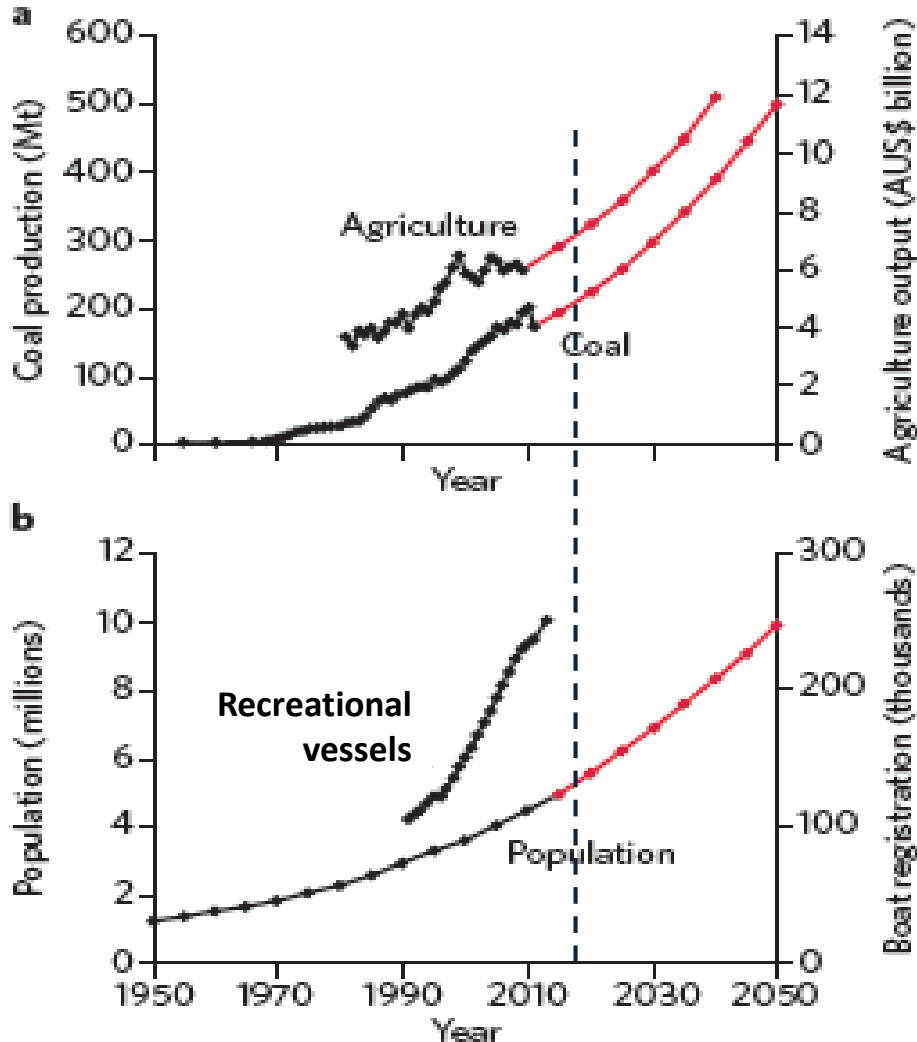 a
600
500
400
300
200
100
0
Coal production (Mt)
14
12
10
8
6
4
2
0
Agriculture output (AUS$ billion)
Agriculture
Coal
Year
b
12
10
8
6
4
2
0
Population (millions)
300
200
100
0
Boat registration (thousands)
Recreational
vessels
Population
1950
1970
1990
2010
2030
2050
Year